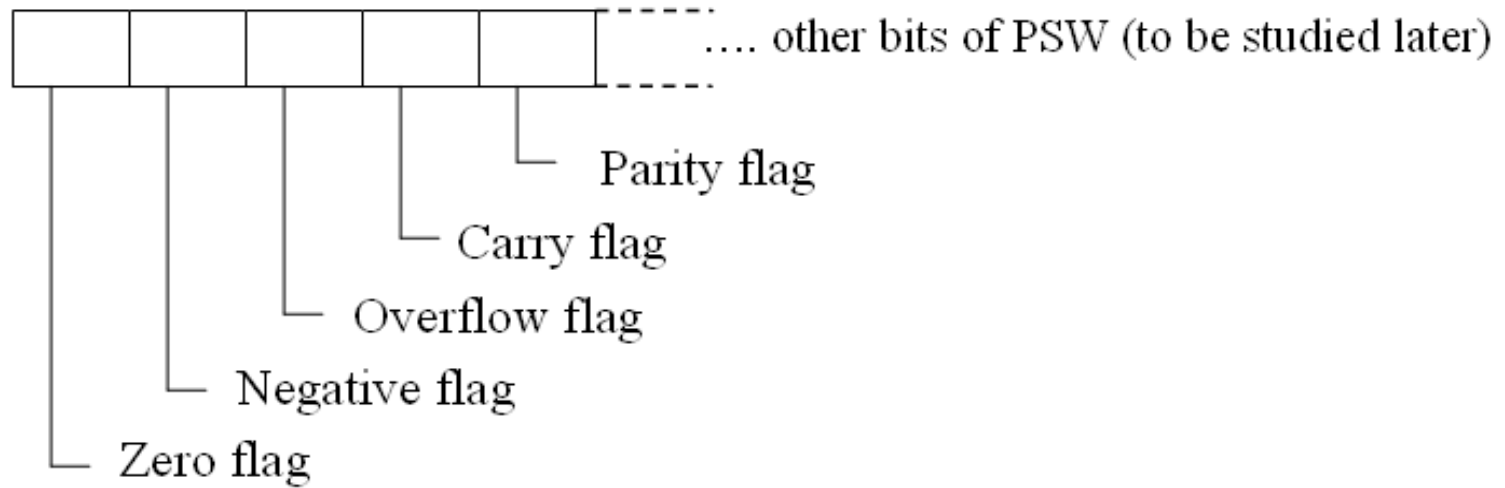 .... other bits of PSW (to be studied later)
Parity flag
Carry flag
Overflow flag
Negative flag
Zero flag